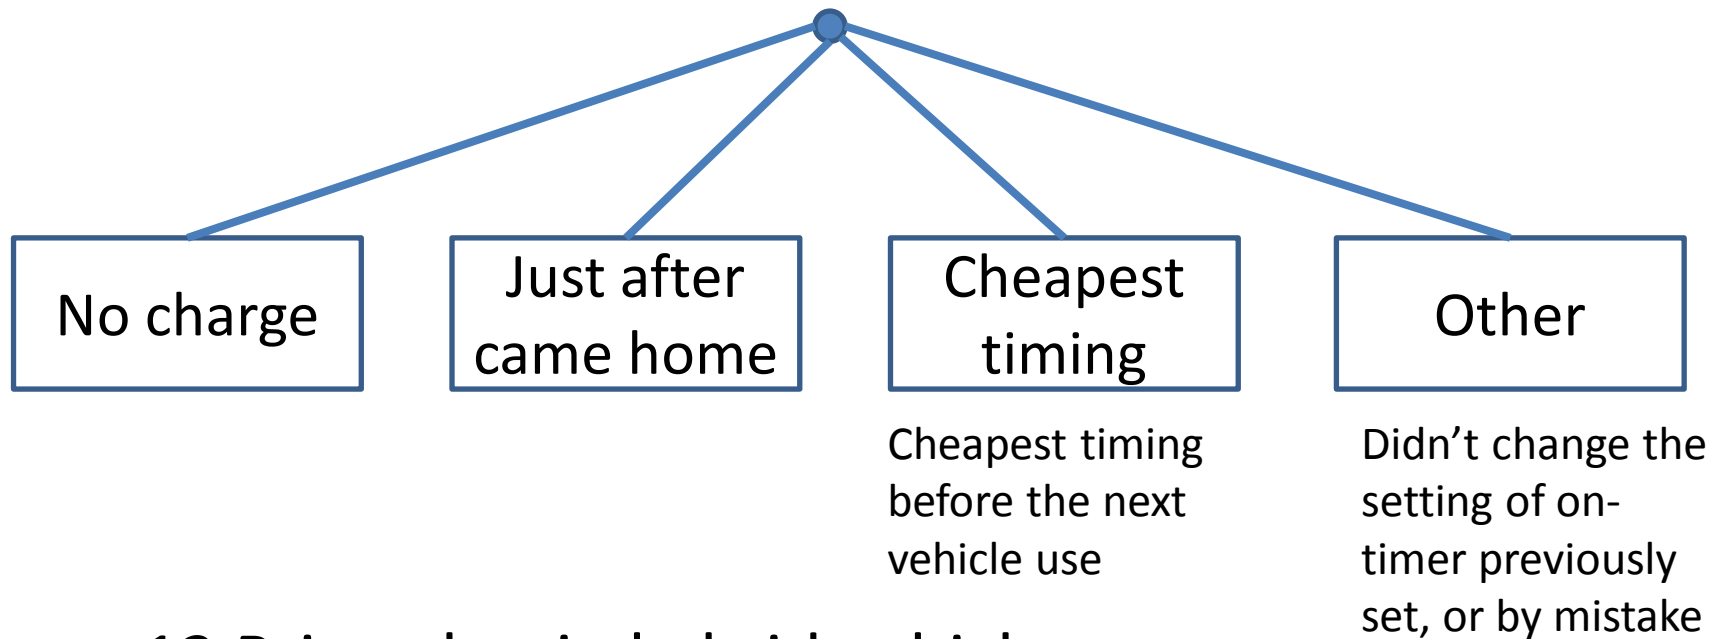 No charge
Just after
came home
Cheapest
timing
Other
Cheapest timing
before the next
vehicle use
Didn’t change the
setting of on-
timer previously
set, or by mistake